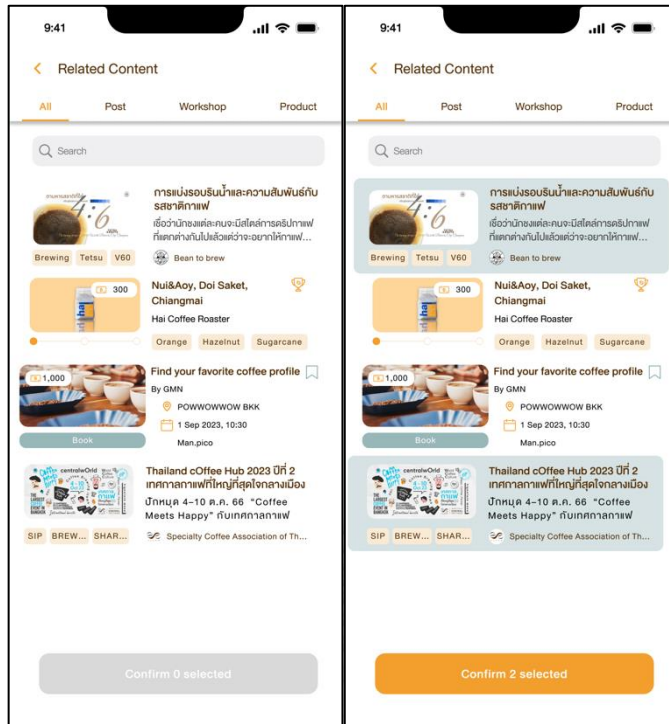 9:41
Related Content
All Post Workshop Product
Search
การแบ่งรอบรินน้ำและความสัมพันธ์กับ
รสชาติกาแฟ
เชื่อว่านักชงแต่ละคนจะมีสไตล์การดริปกาแฟ
ที่แตกต่างกันไปแล้วแต่ว่าจะอยากให้กาแฟ...
4:6
Brewing Tetsu V60
Bean to brew
300
Nui&Aoy, Doi Saket,
Chiangmai
Hai Coffee Roaster
Orange Hazelnut Sugarcane
1,000
Find your favorite coffee profile
By GMN
POWWOWWOW BKK
1 Sep 2023, 10:30
Book
Man.pico
centralwOrld
Thailand cOffee Hub 2023 ปีที่ 2
เทศกาลกาแฟที่ใหญ่ที่สุดใจกลางเมือง
ปักหมุด 4-10 ต.ค. 66 “Coffee
Meets Happy” กับเทศกาลกาแฟ
SIP BREW... SHAR...
Specialty Coffee Association of Th...
Confirm 0 selected
9:41
Related Content
All Post Workshop Product
Search
การแบ่งรอบรินน้ำและความสัมพันธ์กับ
รสชาติกาแฟ
เชื่อว่านักชงแต่ละคนจะมีสไตล์การดริปกาแฟ
ที่แตกต่างกันไปแล้วแต่ว่าจะอยากให้กาแฟ...
4:6
Brewing Tetsu V60
Bean to brew
300
Nui&Aoy, Doi Saket,
Chiangmai
Hai Coffee Roaster
Orange Hazelnut Sugarcane
1,000
Find your favorite coffee profile
By GMN
POWWOWWOW BKK
1 Sep 2023, 10:30
Book
Man.pico
centralwOrld
Thailand cOffee Hub 2023 ปีที่ 2
เทศกาลกาแฟที่ใหญ่ที่สุดใจกลางเมือง
ปักหมุด 4-10 ต.ค. 66 “Coffee
Meets Happy” กับเทศกาลกาแฟ
SIP BREW... SHAR...
Specialty Coffee Association of Th...
Confirm 2 selected